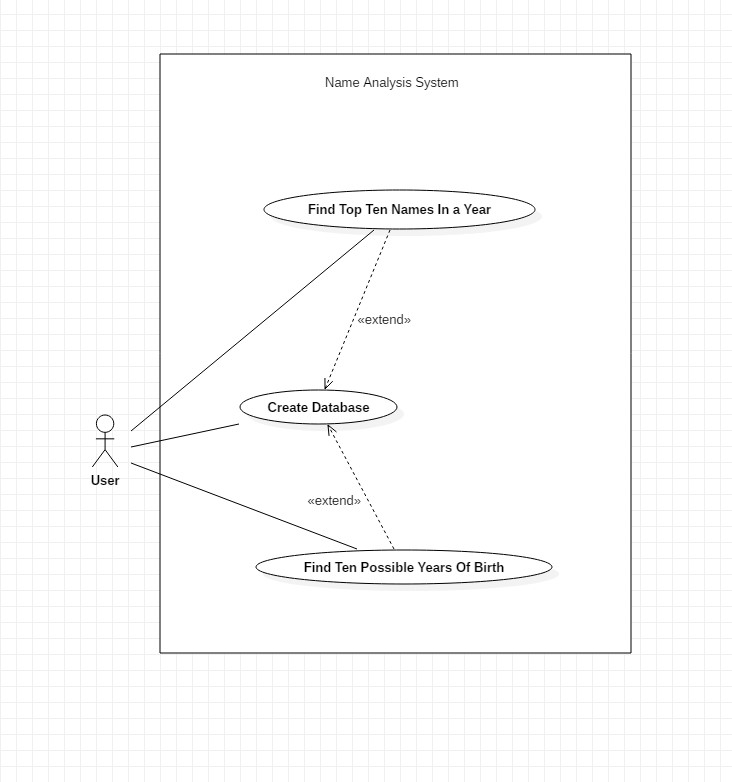 Name Analysis System
Find Top Ten Names In a Year
«extend»
Create Database
User
«extend»
Find Ten Possible Years Of Birth